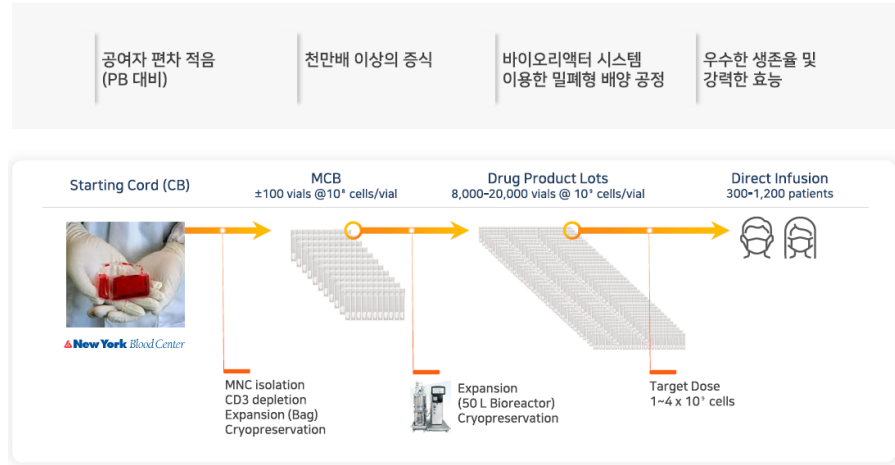 공여자 편차 적음
(PB 대비)
천만배 이상의 증식
바이오리액터 시스템
이용한 밀폐형 배양 공정
우수한 생존율 및
강력한 효능
Starting Cord (CB)
MCB
±100 vials @10⁸ cells/vial
Drug Product Lots
8,000-20,000 vials @ 10⁹ cells/vial
Direct Infusion
300-1,200 patients
New York Blood Center
MNC isolation
CD3 depletion
Expansion (Bag)
Cryopreservation
Expansion
(50 L Bioreactor)
Cryopreservation
Target Dose
1~4 x 10⁹ cells